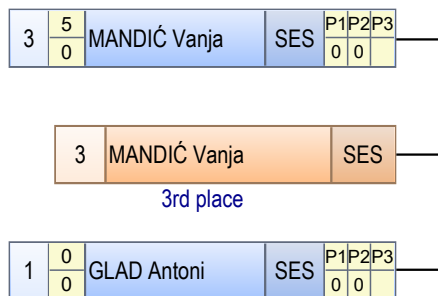 3 5 0 MANDIĆ Vanja SES P1 P2 P3 0 0
3 MANDIĆ Vanja SES
3rd place
1 0 0 GLAD Antoni SES P1 P2 P3 0 0